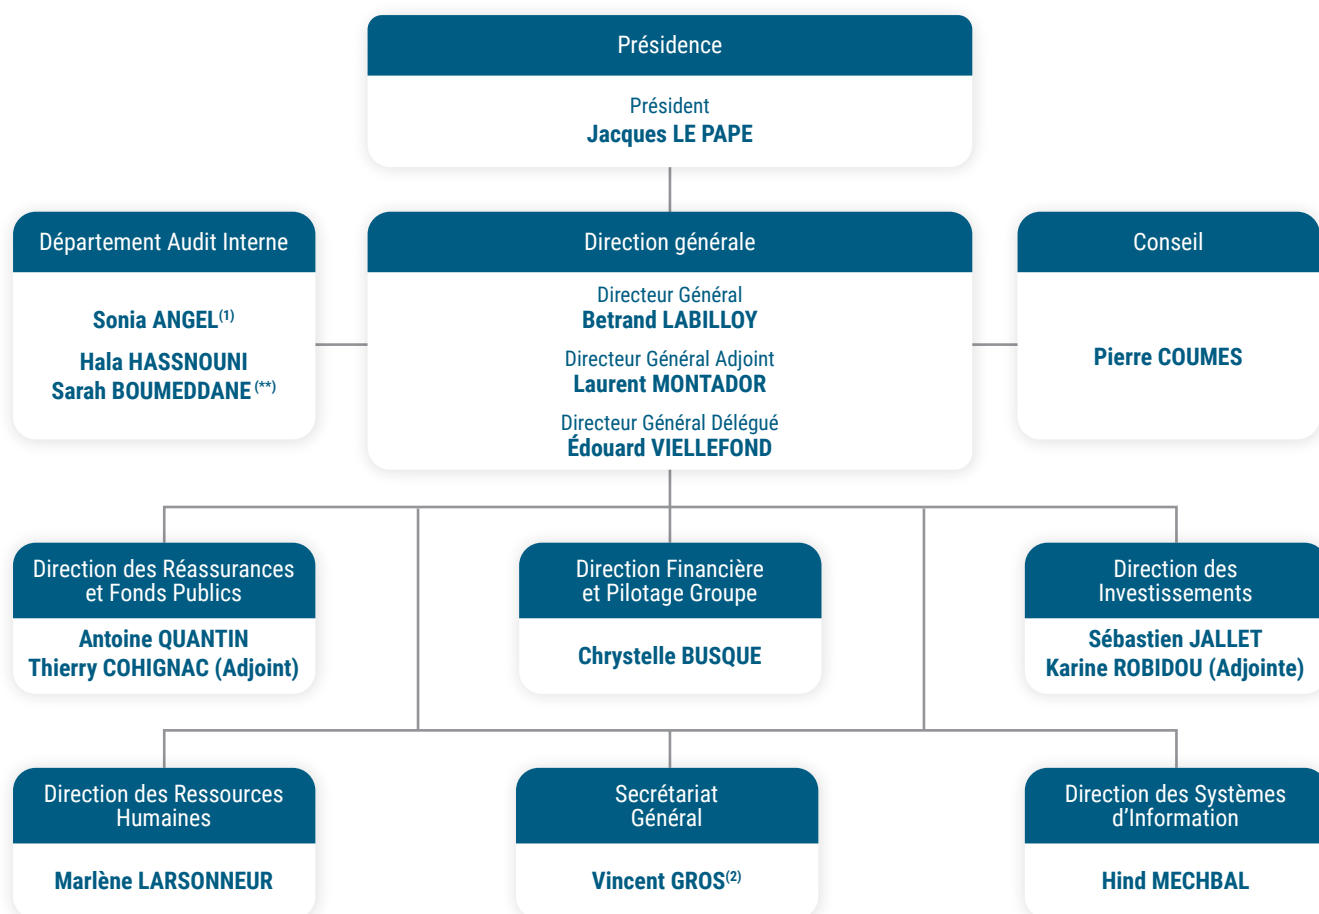 Présidence
Président
Jacques LE PAPE
Département Audit Interne
Sonia ANGEL(1)
Hala HASSNOUNI
Sarah BOUMEDDANE (**)
Direction générale
Directeur Général
Betrand LABILLOY
Directeur Général Adjoint
Laurent MONTADOR
Directeur Général Délégué
Édouard VIELLEFOND
Conseil
Pierre COUMES
Direction des Réassurances
et Fonds Publics
Antoine QUANTIN
Thierry COHIGNAC (Adjoint)
Direction Financière
et Pilotage Groupe
Chrystelle BUSQUE
Direction des
Investissements
Sébastien JALLET
Karine ROBIDOU (Adjointe)
Direction des Ressources
Humaines
Marlène LARSONNEUR
Secrétariat
Général
Vincent GROS(2)
Direction des Systèmes
d’Information
Hind MECHBAL